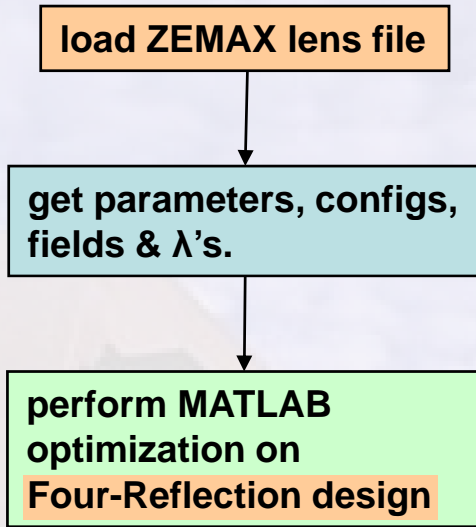 load ZEMAX lens file
get parameters, configs,
fields & λ’s.
perform MATLAB
optimization on
Four-Reflection design